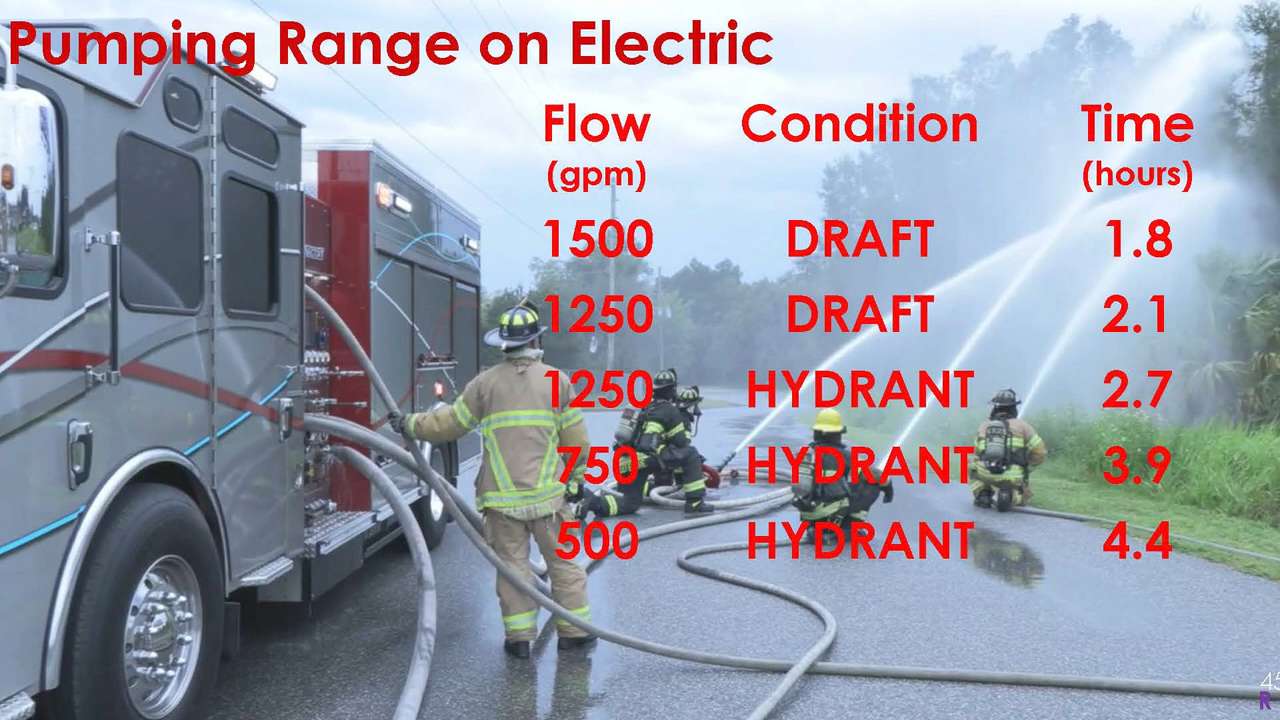 Pumping Range on Electric
Flow Condition Time
(gpm) (hours)
1500 DRAFT 1.8
1250 DRAFT 2.1
1250 HYDRANT 2.7
750 HYDRANT 3.9
500 HYDRANT 4.4
45
R